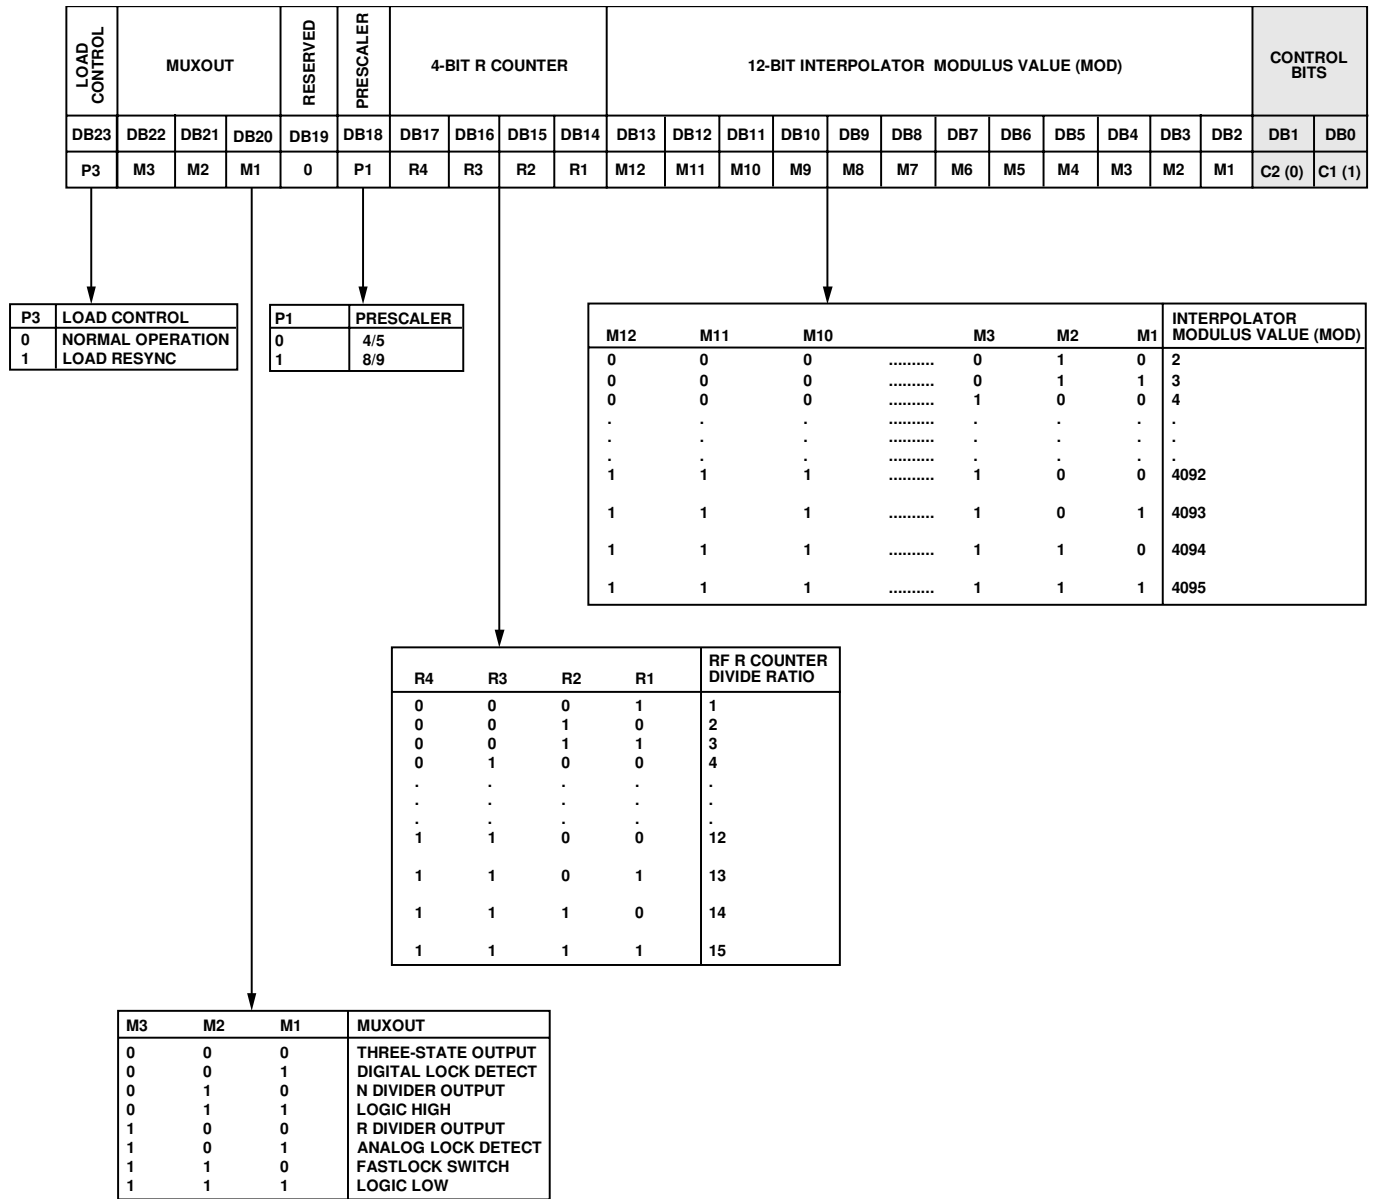 LOAD CONTROL MUXOUT RESERVED PRESCALER 4-BIT R COUNTER 12-BIT INTERPOLATOR MODULUS VALUE (MOD) CONTROL BITS
DB23 DB22 DB21 DB20 DB19 DB18 DB17 DB16 DB15 DB14 DB13 DB12 DB11 DB10 DB9 DB8 DB7 DB6 DB5 DB4 DB3 DB2 DB1 DB0
P3 M3 M2 M1 0 P1 R4 R3 R2 R1 M12 M11 M10 M9 M8 M7 M6 M5 M4 M3 M2 M1 C2 (0) C1 (1)
P3 LOAD CONTROL
0 NORMAL OPERATION
1 LOAD RESYNC
P1 PRESCALER
0 4/5
1 8/9
M12 M11 M10 M3 M2 M1 INTERPOLATOR MODULUS VALUE (MOD)
0 0 0 .......... 0 1 0 2
0 0 0 .......... 0 1 1 3
0 0 0 .......... 1 0 0 4
. . . .......... . . . .
. . . .......... . . . .
. . . .......... . . . .
1 1 1 .......... 1 0 0 4092
1 1 1 .......... 1 0 1 4093
1 1 1 .......... 1 1 0 4094
1 1 1 .......... 1 1 1 4095
R4 R3 R2 R1 RF R COUNTER DIVIDE RATIO
0 0 0 1 1
0 0 1 0 2
0 0 1 1 3
0 1 0 0 4
. . . . .
. . . . .
. . . . .
1 1 0 0 12
1 1 0 1 13
1 1 1 0 14
1 1 1 1 15
M3 M2 M1 MUXOUT
0 0 0 THREE-STATE OUTPUT
0 0 1 DIGITAL LOCK DETECT
0 1 0 N DIVIDER OUTPUT
0 1 1 LOGIC HIGH
1 0 0 R DIVIDER OUTPUT
1 0 1 ANALOG LOCK DETECT
1 1 0 FASTLOCK SWITCH
1 1 1 LOGIC LOW